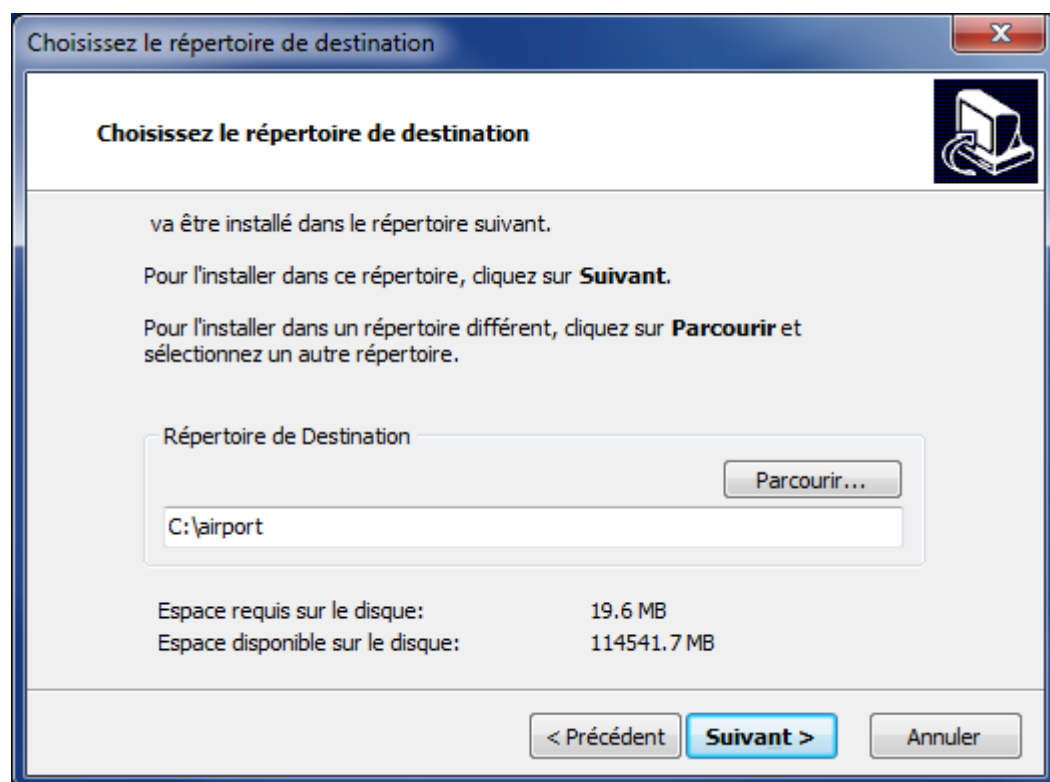 Choisissez le répertoire de destination
Choisissez le répertoire de destination
va être installé dans le répertoire suivant.
Pour l'installer dans ce répertoire, cliquez sur Suivant.
Pour l'installer dans un répertoire différent, cliquez sur Parcourir et
sélectionnez un autre répertoire.
Répertoire de Destination
Parcourir...
C:\airport
Espace requis sur le disque: 19.6 MB
Espace disponible sur le disque: 114541.7 MB
< Précédent Suivant > Annuler